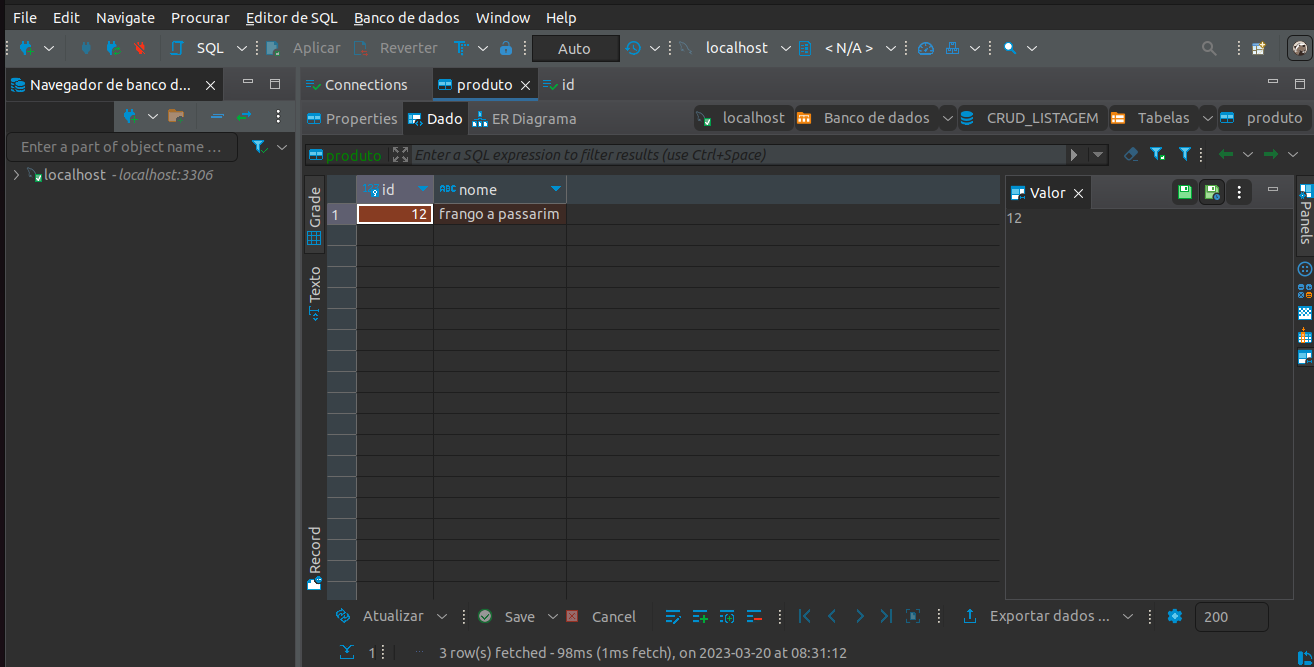 File Edit Navigate Procurar Editor de SQL Banco de dados Window Help
SQL Aplicar Reverter T Auto localhost < N/A >
Navegador de banco d... Connections produto id
Properties Dado ER Diagrama localhost Banco de dados CRUD_LISTAGEM Tabelas produto
Enter a part of object name ... produto Enter a SQL expression to filter results (use Ctrl+Space)
localhost - localhost:3306
Grade id ABC nome Valor Panels
1 12 frango a passarim 12
Texto
Record
Atualizar Save Cancel Exportar dados ... 200
1 3 row(s) fetched - 98ms (1ms fetch), on 2023-03-20 at 08:31:12